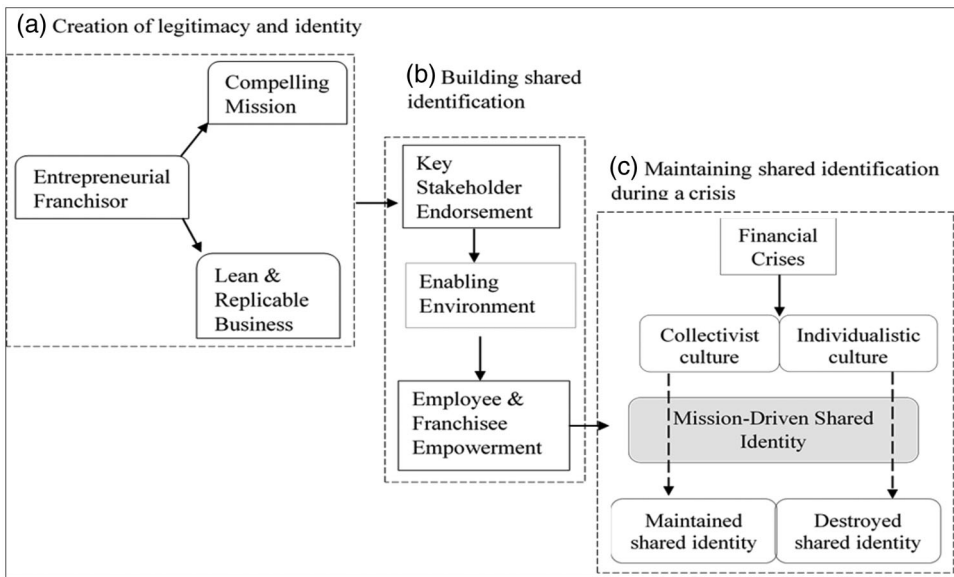 (a) Creation of legitimacy and identity
Compelling
Mission
Entrepreneurial
Franchisor
Lean &
Replicable
Business
(b) Building shared
identification
Key
Stakeholder
Endorsement
Enabling
Environment
Employee &
Franchisee
Empowerment
(c) Maintaining shared identification
during a crisis
Financial
Crises
Collectivist
culture
Individualistic
culture
Mission-Driven Shared
Identity
Maintained
shared identity
Destroyed
shared identity